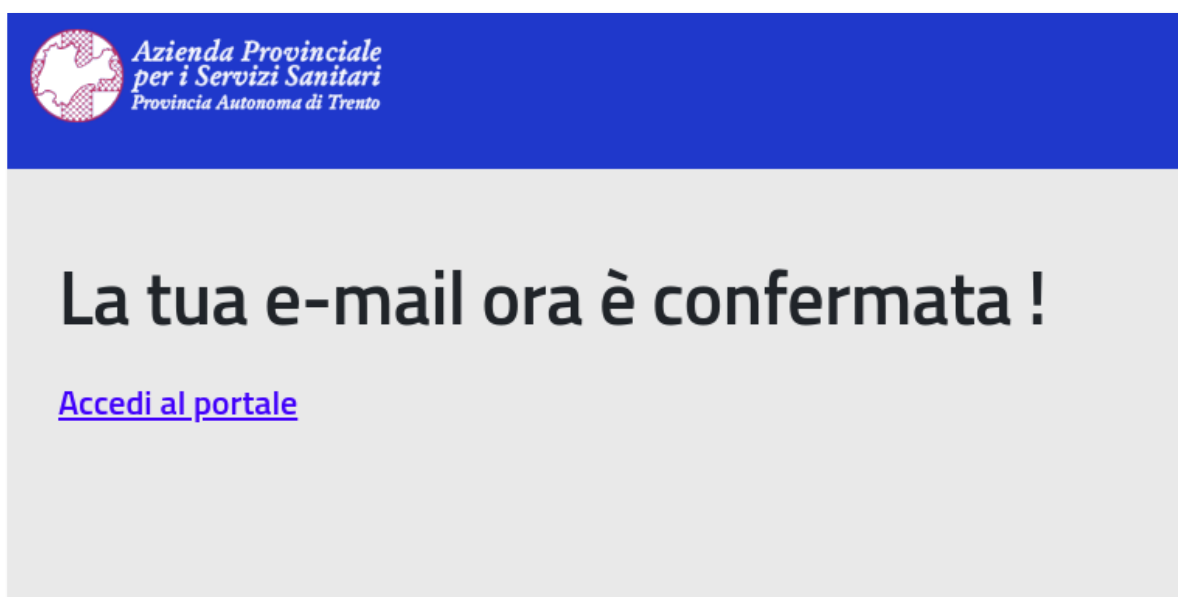 Azienda Provinciale
per i Servizi Sanitari
Provincia Autonoma di Trento
La tua e-mail ora è confermata !
Accedi al portale